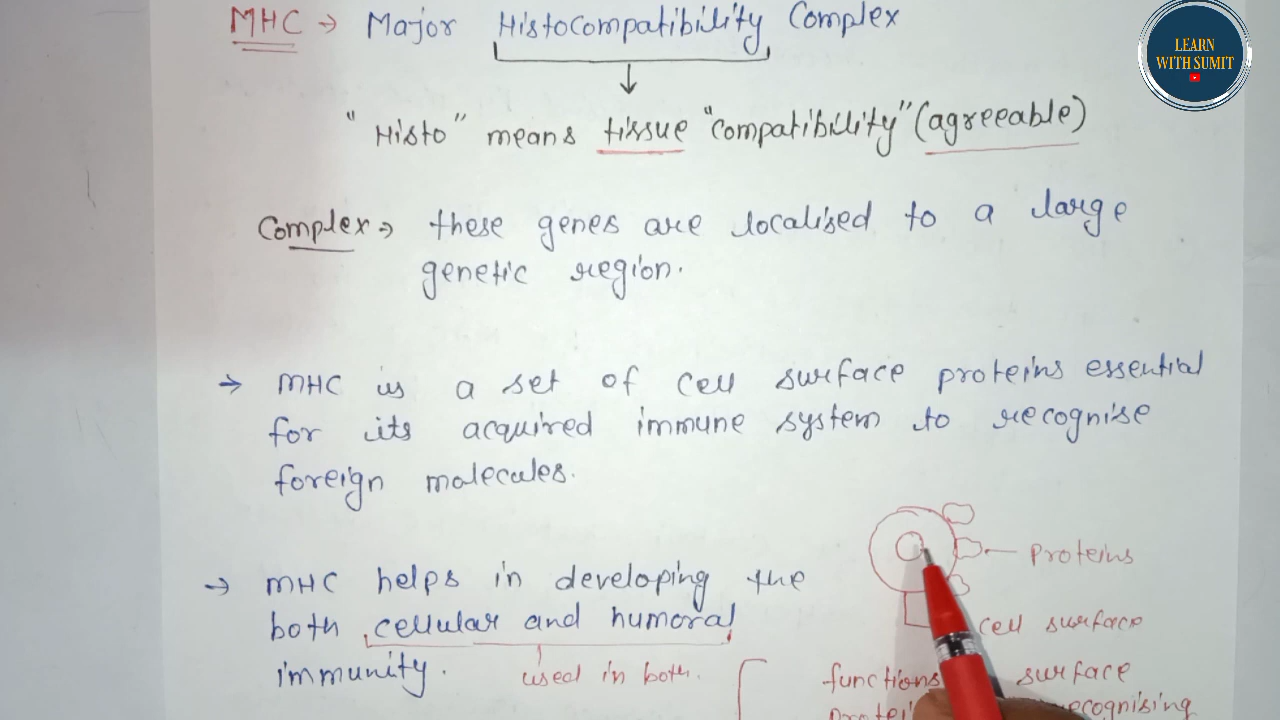 MHC → Major Histocompatibility Complex
LEARN
WITH SUMIT
"Histo" means tissue "compatibility" (agreeable)
Complex → these genes are localised to a large
genetic region.
→ MHC is a set of cell surface proteins essential
for its acquired immune system to recognise
foreign molecules.
→ MHC helps in developing the
both cellular and humoral
immunity.
used in both.
Proteins
cell surface
functions surface
recognising